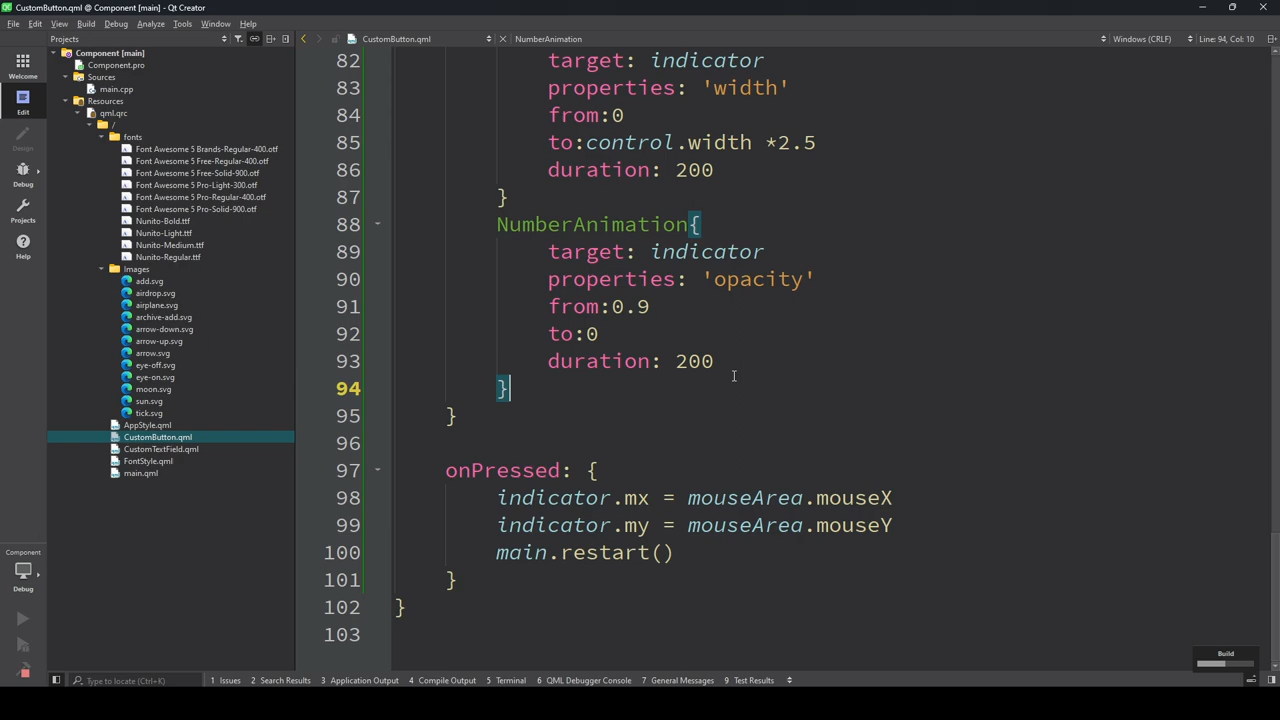 CustomButton.qml @ Component [main] - Qt Creator
File Edit View Build Debug Analyze Tools Window Help
Projects
CustomButton.qml
NumberAnimation
Windows (CRLF)
Line: 94, Col: 10
Welcome
Edit
Design
Debug
Projects
Help
Component
Debug
Component [main]
Component.pro
Sources
main.cpp
Resources
qml.qrc
/
fonts
Font Awesome 5 Brands-Regular-400.otf
Font Awesome 5 Free-Regular-400.otf
Font Awesome 5 Free-Solid-900.otf
Font Awesome 5 Pro-Light-300.otf
Font Awesome 5 Pro-Regular-400.otf
Font Awesome 5 Pro-Solid-900.otf
Nunito-Bold.ttf
Nunito-Light.ttf
Nunito-Medium.ttf
Nunito-Regular.ttf
Images
add.svg
airdrop.svg
airplane.svg
archive-add.svg
arrow-down.svg
arrow-up.svg
arrow.svg
eye-off.svg
eye-on.svg
moon.svg
sun.svg
tick.svg
AppStyle.qml
CustomButton.qml
CustomTextField.qml
FontStyle.qml
main.qml
82 target: indicator
83 properties: 'width'
84 from:0
85 to:control.width *2.5
86 duration: 200
87 }
88 NumberAnimation{
89 target: indicator
90 properties: 'opacity'
91 from:0.9
92 to:0
93 duration: 200
94 }
95 }
96
97 onPressed: {
98 indicator.mx = mouseArea.mouseX
99 indicator.my = mouseArea.mouseY
100 main.restart()
101 }
102 }
103
Build
Type to locate (Ctrl+K)
1 Issues 2 Search Results 3 Application Output 4 Compile Output 5 Terminal 6 QML Debugger Console 7 General Messages 9 Test Results